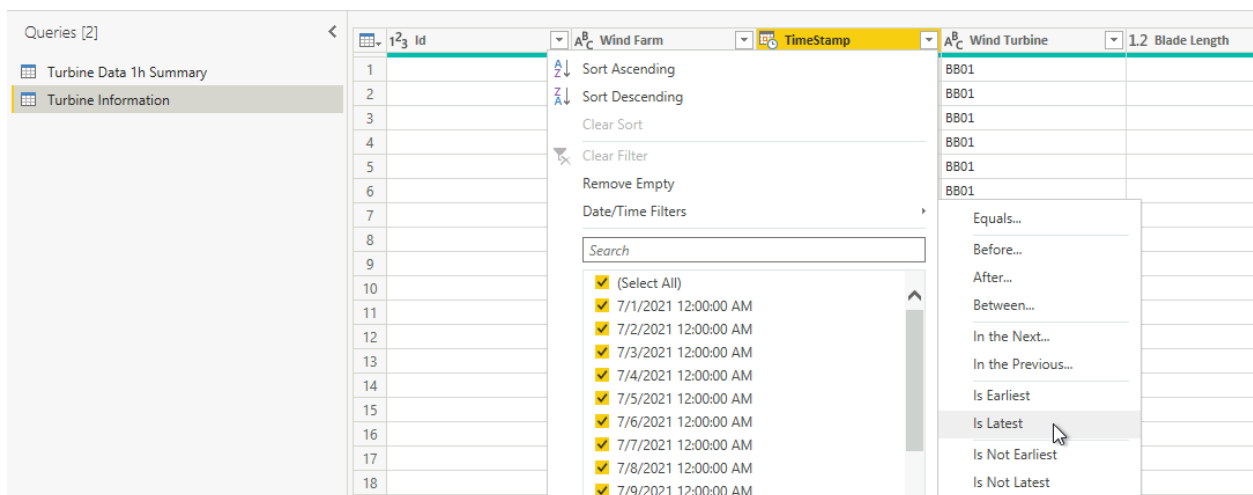 Queries [2]
Turbine Data 1h Summary
Turbine Information
1²3 Id
ABC Wind Farm
TimeStamp
ABC Wind Turbine
1.2 Blade Length
1
2
3
4
5
6
7
8
9
10
11
12
13
14
15
16
17
18
AZ Sort Ascending
ZA Sort Descending
Clear Sort
Clear Filter
Remove Empty
Date/Time Filters
Search
(Select All)
7/1/2021 12:00:00 AM
7/2/2021 12:00:00 AM
7/3/2021 12:00:00 AM
7/4/2021 12:00:00 AM
7/5/2021 12:00:00 AM
7/6/2021 12:00:00 AM
7/7/2021 12:00:00 AM
7/8/2021 12:00:00 AM
7/9/2021 12:00:00 AM
BB01
BB01
BB01
BB01
BB01
BB01
Equals...
Before...
After...
Between...
In the Next...
In the Previous...
Is Earliest
Is Latest
Is Not Earliest
Is Not Latest